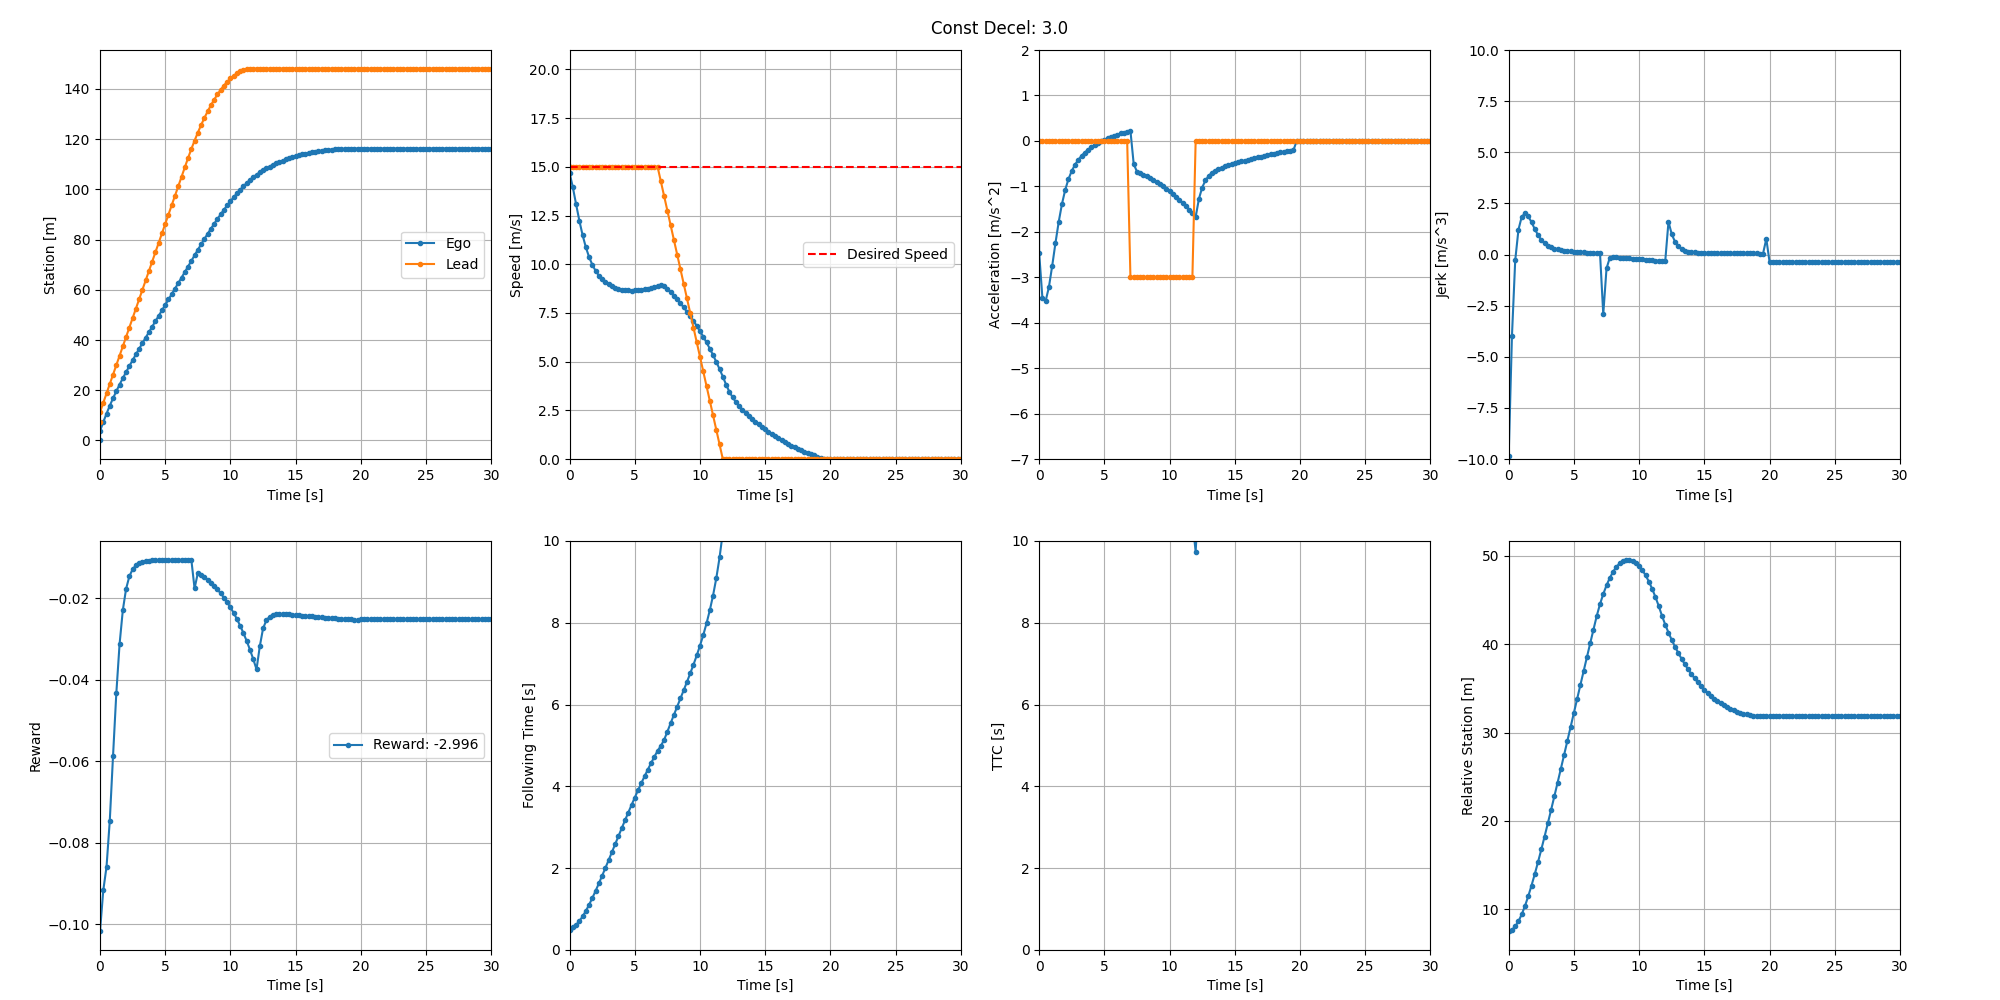 Const Decel: 3.0
Station [m]
140
120
100
80
60
40
20
0
Ego
Lead
0 5 10 15 20 25 30
Time [s]
Speed [m/s]
20.0
17.5
15.0
12.5
10.0
7.5
5.0
2.5
0.0
Desired Speed
0 5 10 15 20 25 30
Time [s]
Acceleration [m/s^2]
2
1
0
−1
−2
−3
−4
−5
−6
−7
0 5 10 15 20 25 30
Time [s]
Jerk [m/s^3]
10.0
7.5
5.0
2.5
0.0
−2.5
−5.0
−7.5
−10.0
0 5 10 15 20 25 30
Time [s]
Reward
−0.02
−0.04
−0.06
−0.08
−0.10
Reward: -2.996
0 5 10 15 20 25 30
Time [s]
Following Time [s]
10
8
6
4
2
0
0 5 10 15 20 25 30
Time [s]
TTC [s]
10
8
6
4
2
0
0 5 10 15 20 25 30
Time [s]
Relative Station [m]
50
40
30
20
10
0 5 10 15 20 25 30
Time [s]